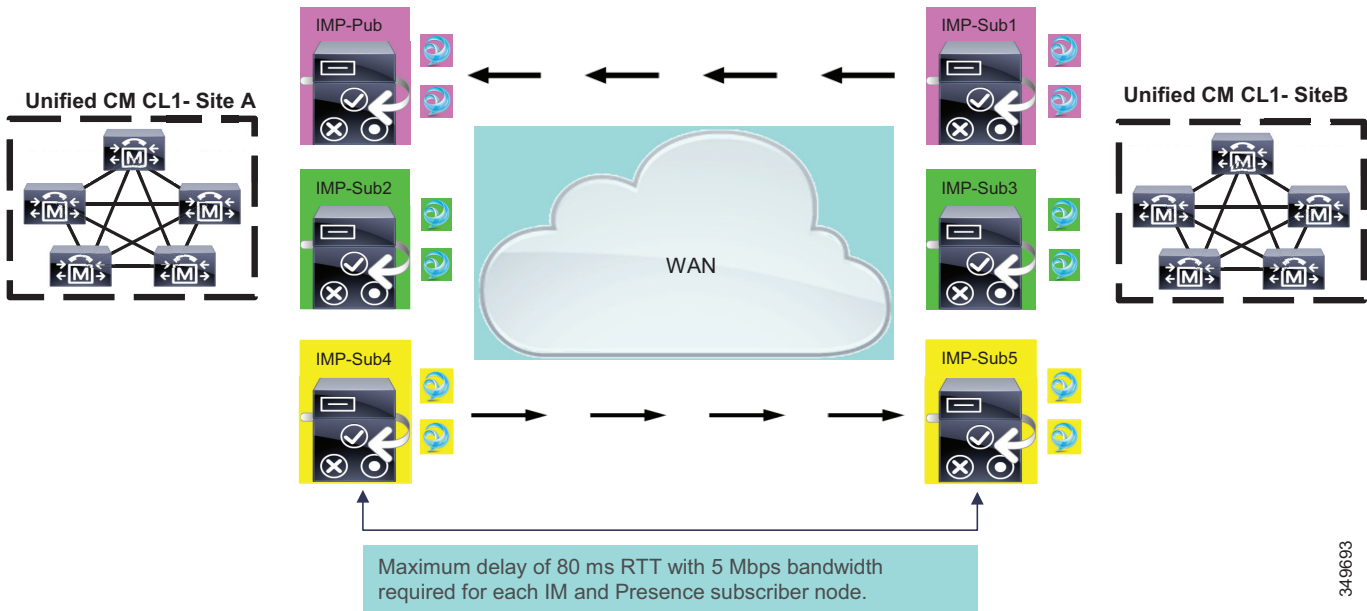 IMP-Pub
IMP-Sub1
Unified CM CL1- Site A
Unified CM CL1- SiteB
M
M
M
M
M
M
M
M
M
M
IMP-Sub2
IMP-Sub3
WAN
IMP-Sub4
IMP-Sub5
Maximum delay of 80 ms RTT with 5 Mbps bandwidth
required for each IM and Presence subscriber node.
349693